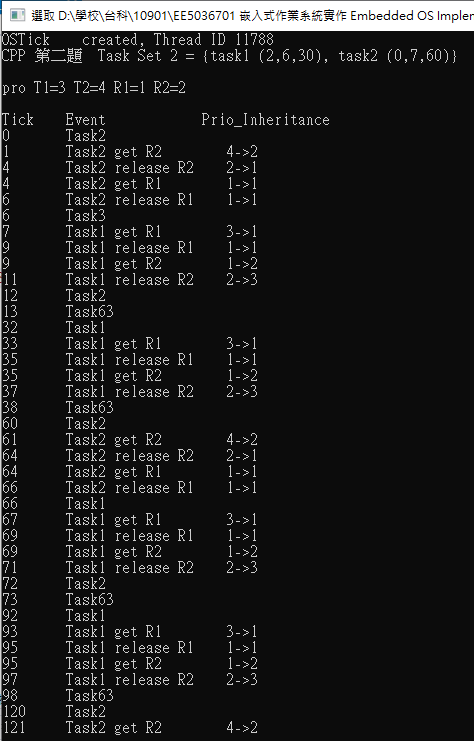 選取 D:\學校\台科\10901\EE5036701 嵌入式作業系統實作 Embedded OS Implen
OSTick    created, Thread ID 11788
CPP 第二題  Task Set 2 = {task1 (2,6,30), task2 (0,7,60)}
pro T1=3 T2=4 R1=1 R2=2
Tick    Event            Prio_Inheritance
0       Task2
1       Task2 get R2        4->2
4       Task2 release R2    2->1
4       Task2 get R1        1->1
6       Task2 release R1    1->1
6       Task3
7       Task1 get R1        3->1
9       Task1 release R1    1->1
9       Task1 get R2        1->2
11      Task1 release R2    2->3
12      Task2
13      Task63
32      Task1
33      Task1 get R1        3->1
35      Task1 release R1    1->1
35      Task1 get R2        1->2
37      Task1 release R2    2->3
38      Task63
60      Task2
61      Task2 get R2        4->2
64      Task2 release R2    2->1
64      Task2 get R1        1->1
66      Task2 release R1    1->1
66      Task1
67      Task1 get R1        3->1
69      Task1 release R1    1->1
69      Task1 get R2        1->2
71      Task1 release R2    2->3
72      Task2
73      Task63
92      Task1
93      Task1 get R1        3->1
95      Task1 release R1    1->1
95      Task1 get R2        1->2
97      Task1 release R2    2->3
98      Task63
120     Task2
121     Task2 get R2        4->2